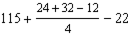 115 + (24 + 32 − 12)/4 − 22